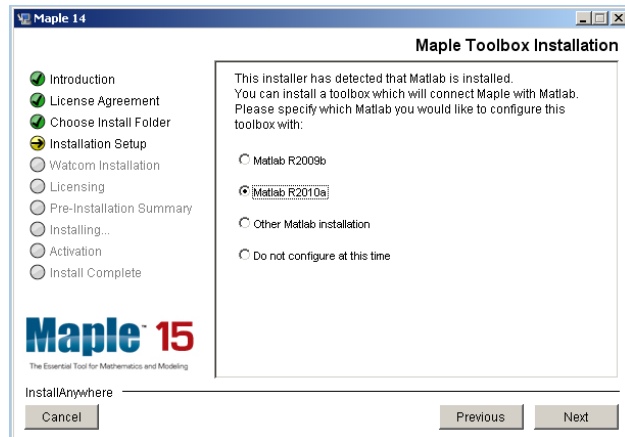 Maple 14
Maple Toolbox Installation
Introduction
License Agreement
Choose Install Folder
Installation Setup
Watcom Installation
Licensing
Pre-Installation Summary
Installing...
Activation
Install Complete
This installer has detected that Matlab is installed.
You can install a toolbox which will connect Maple with Matlab.
Please specify which Matlab you would like to configure this
toolbox with:
Matlab R2009b
Matlab R2010a
Other Matlab installation
Do not configure at this time
Maple™ 15
The Essential Tool for Mathematics and Modeling
InstallAnywhere
Cancel
Previous
Next